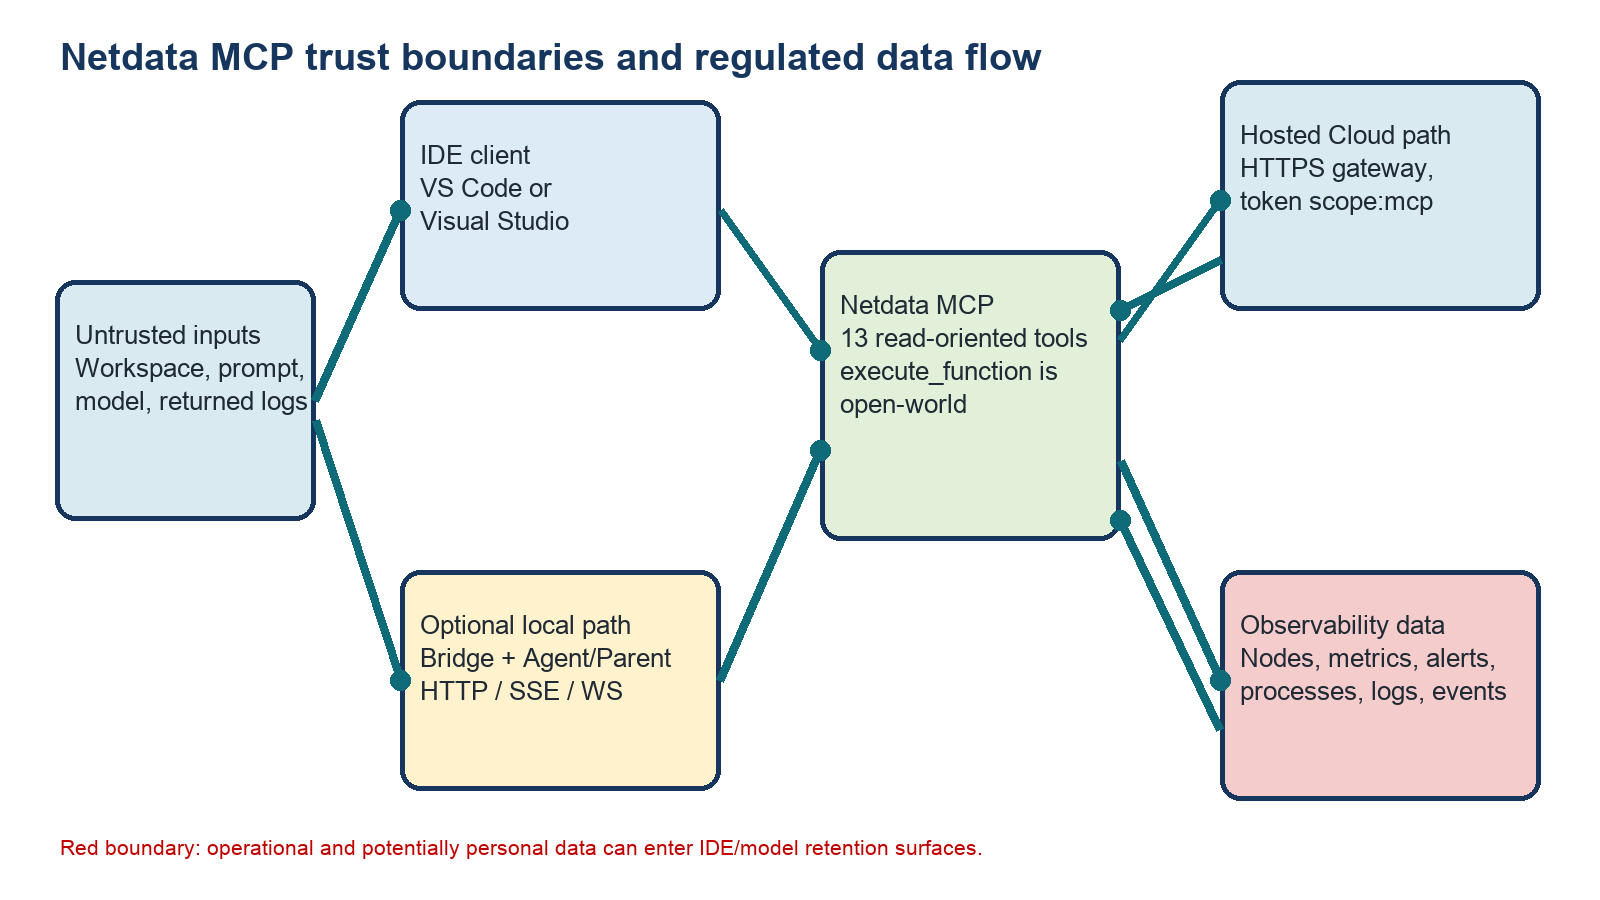 Netdata MCP trust boundaries and regulated data flow
Untrusted inputs
Workspace, prompt,
model, returned logs
IDE client
VS Code or
Visual Studio
Optional local path
Bridge + Agent/Parent
HTTP / SSE / WS
Netdata MCP
13 read-oriented tools
execute_function is
open-world
Hosted Cloud path
HTTPS gateway,
token scope:mcp
Observability data
Nodes, metrics, alerts,
processes, logs, events
Red boundary: operational and potentially personal data can enter IDE/model retention surfaces.